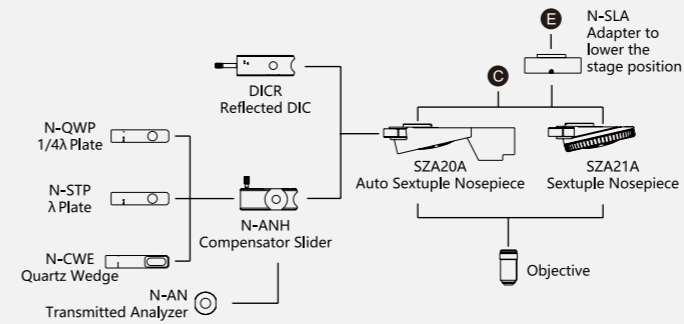 E
N-SLA
Adapter to
lower the
stage position
C
DICR
Reflected DIC
N-QWP
1/4λ Plate
SZA20A
Auto Sextuple Nosepiece
SZA21A
Sextuple Nosepiece
N-STP
λ Plate
N-ANH
Compensator Slider
N-CWE
Quartz Wedge
Objective
N-AN
Transmitted Analyzer